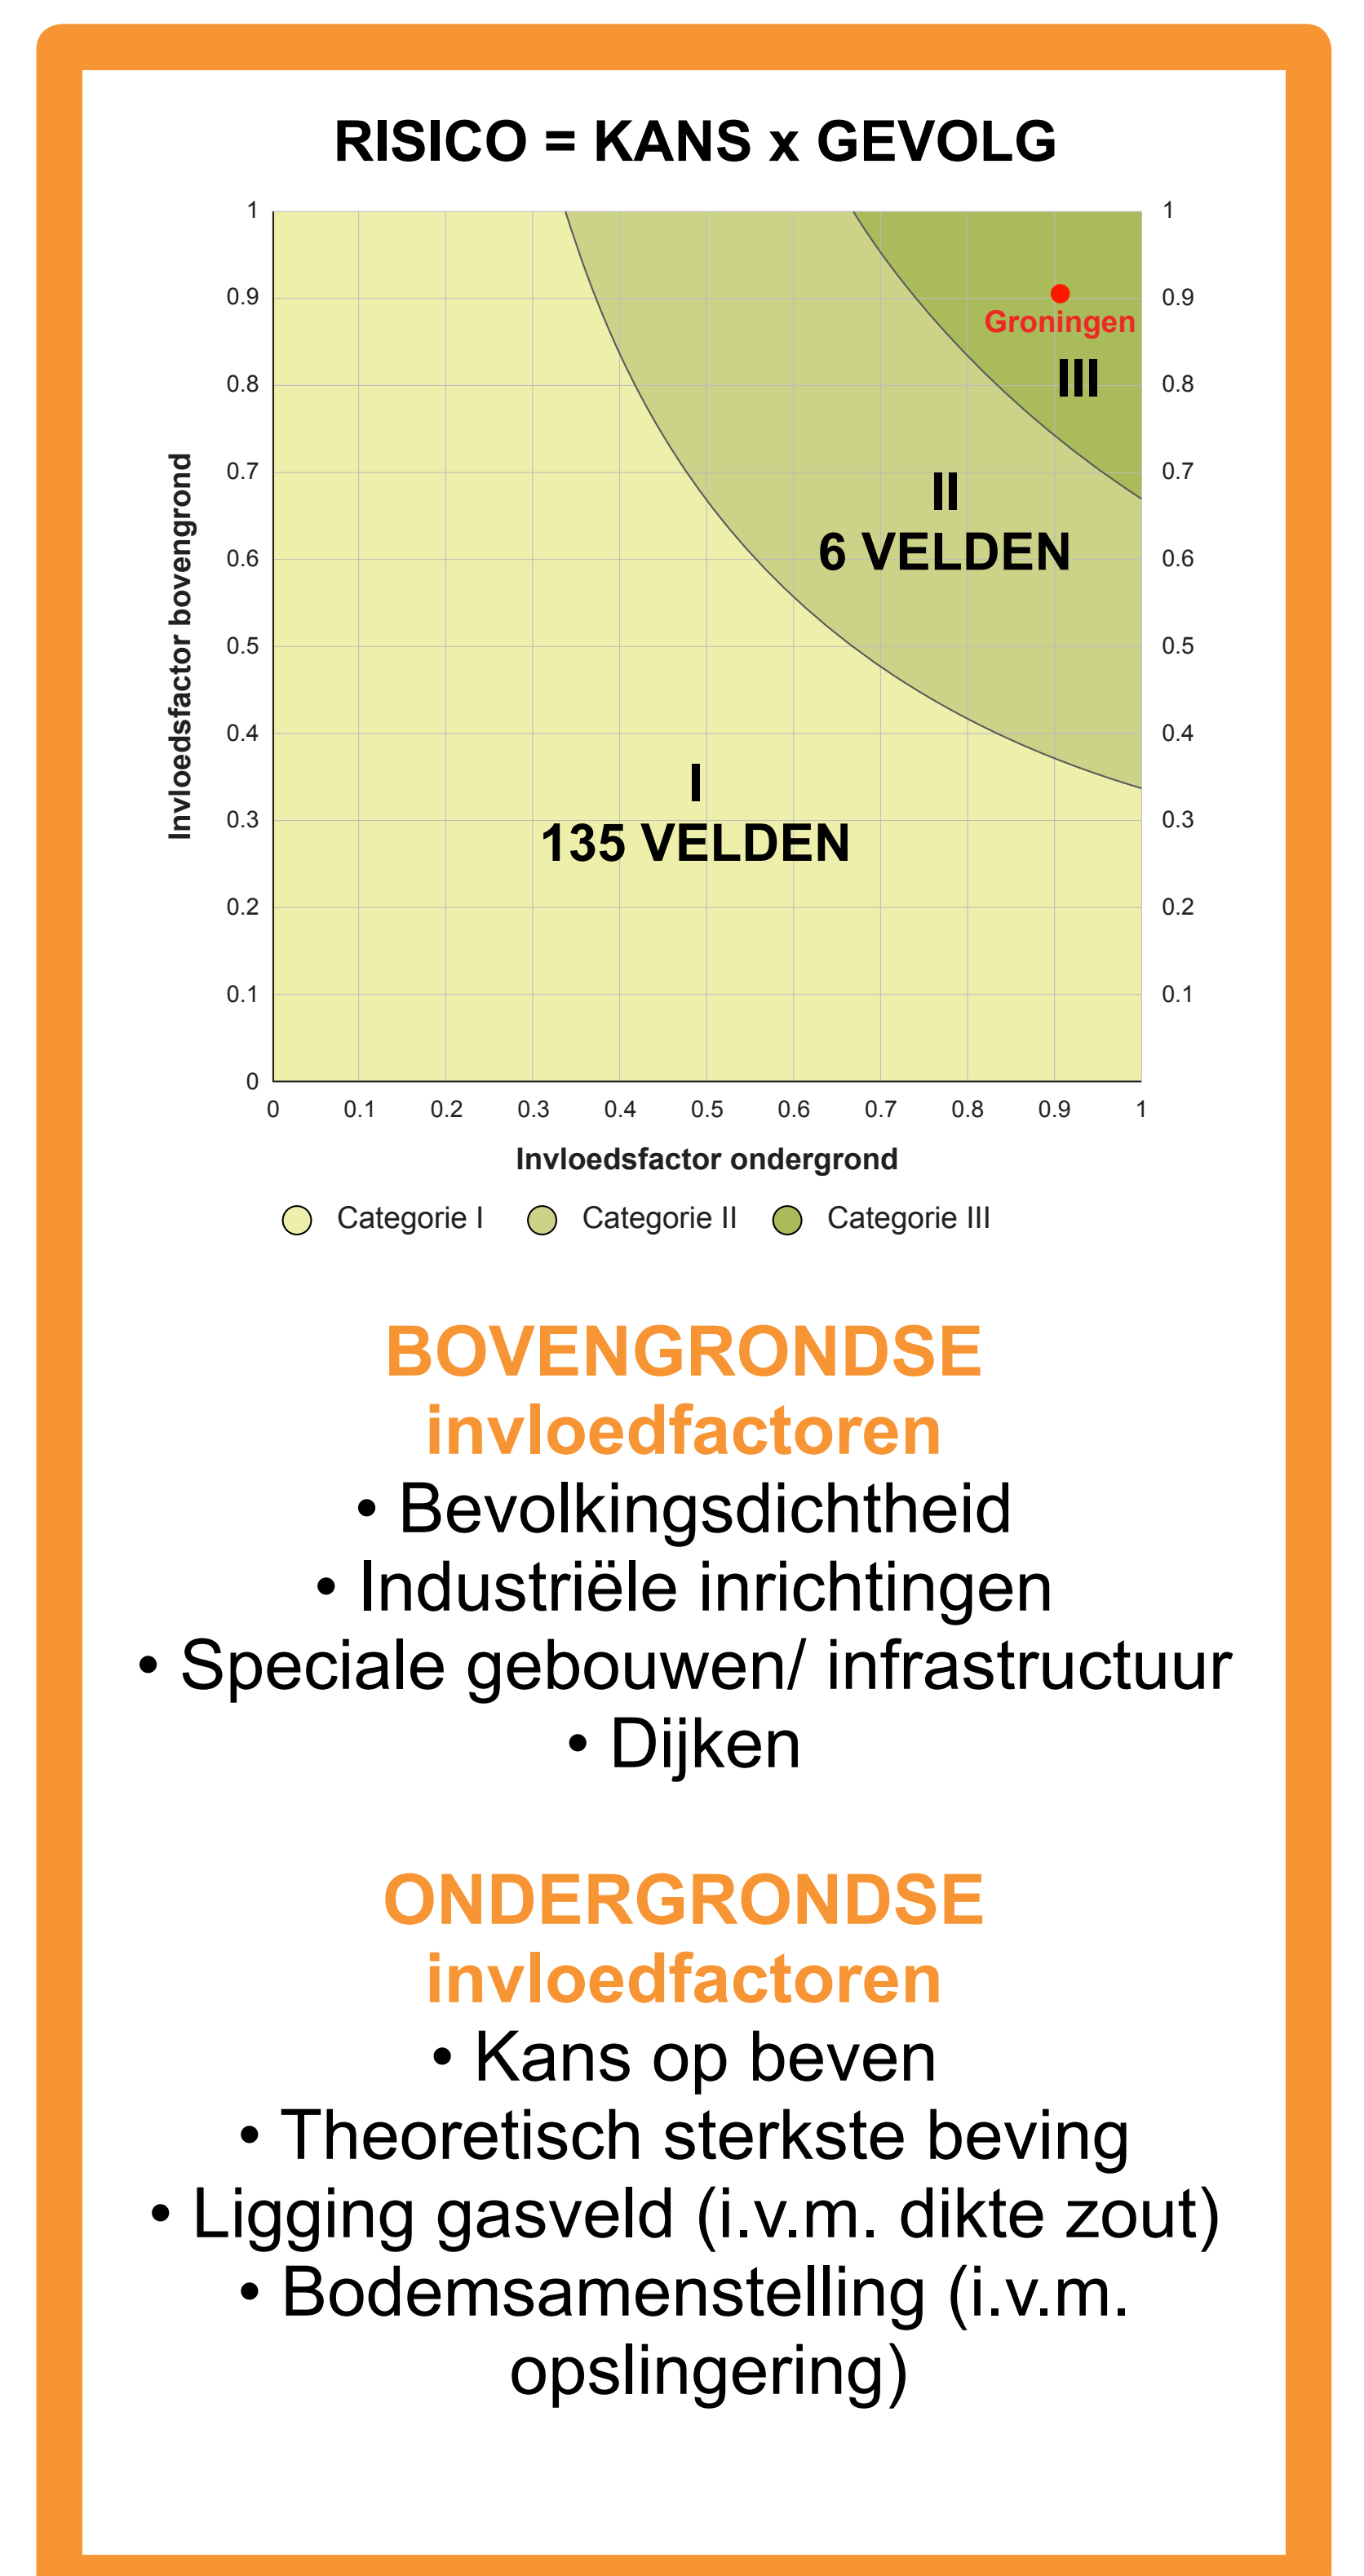 RISICO = KANS x GEVOLG
1
1
0.9
0.9
Groningen
0.8
0.8
III
0.7
0.7
II
0.6
6 VELDEN
0.6
0.5
0.5
0.4
0.4
I
0.3
135 VELDEN
0.3
0.2
0.2
0.1
0.1
0
Invloedsfactor bovengrond
0 0.1 0.2 0.3 0.4 0.5 0.6 0.7 0.8 0.9 1
Invloedsfactor ondergrond
Categorie I Categorie II Categorie III
BOVENGRONDSE
invloedfactoren
• Bevolkingsdichtheid
• Industriële inrichtingen
• Speciale gebouwen/ infrastructuur
• Dijken
ONDERGRONDSE
invloedfactoren
• Kans op beven
• Theoretisch sterkste beving
• Ligging gasveld (i.v.m. dikte zout)
• Bodemsamenstelling (i.v.m.
opslingering)